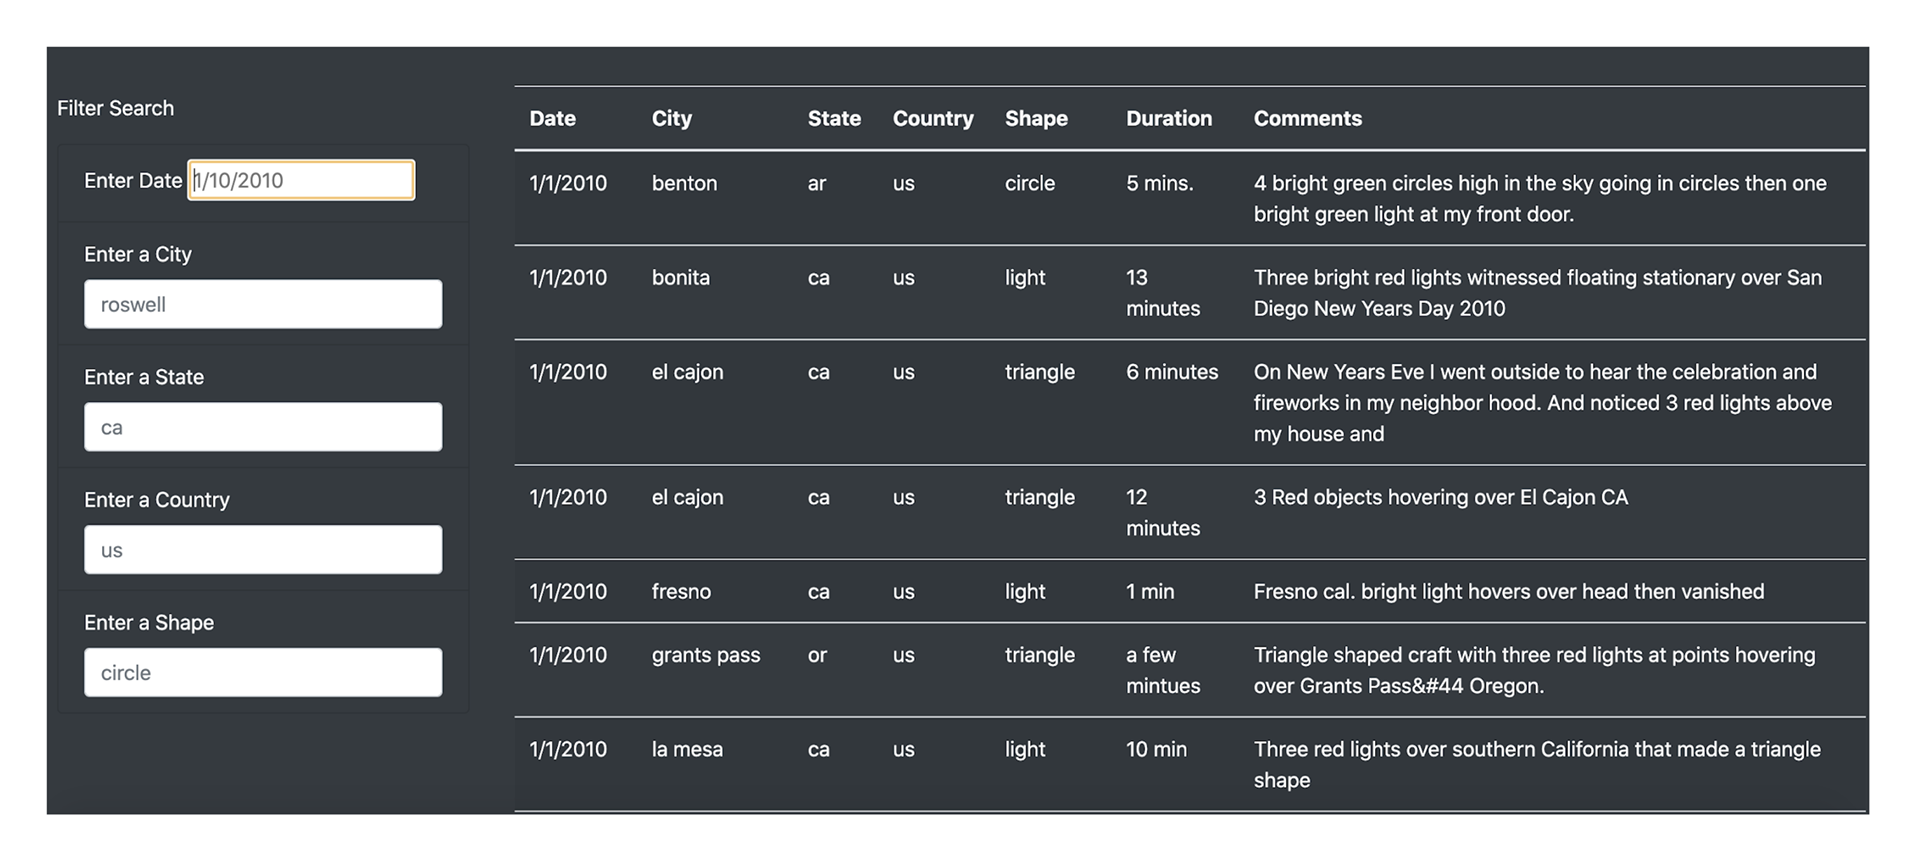 Filter Search
Enter Date 1/10/2010
Enter a City
roswell
Enter a State
ca
Enter a Country
us
Enter a Shape
circle
Date City State Country Shape Duration Comments
1/1/2010 benton ar us circle 5 mins. 4 bright green circles high in the sky going in circles then one
bright green light at my front door.
1/1/2010 bonita ca us light 13 Three bright red lights witnessed floating stationary over San
minutes Diego New Years Day 2010
1/1/2010 el cajon ca us triangle 6 minutes On New Years Eve I went outside to hear the celebration and
fireworks in my neighbor hood. And noticed 3 red lights above
my house and
1/1/2010 el cajon ca us triangle 12 3 Red objects hovering over El Cajon CA
minutes
1/1/2010 fresno ca us light 1 min Fresno cal. bright light hovers over head then vanished
1/1/2010 grants pass or us triangle a few Triangle shaped craft with three red lights at points hovering
mintues over Grants Pass&#44 Oregon.
1/1/2010 la mesa ca us light 10 min Three red lights over southern California that made a triangle
shape